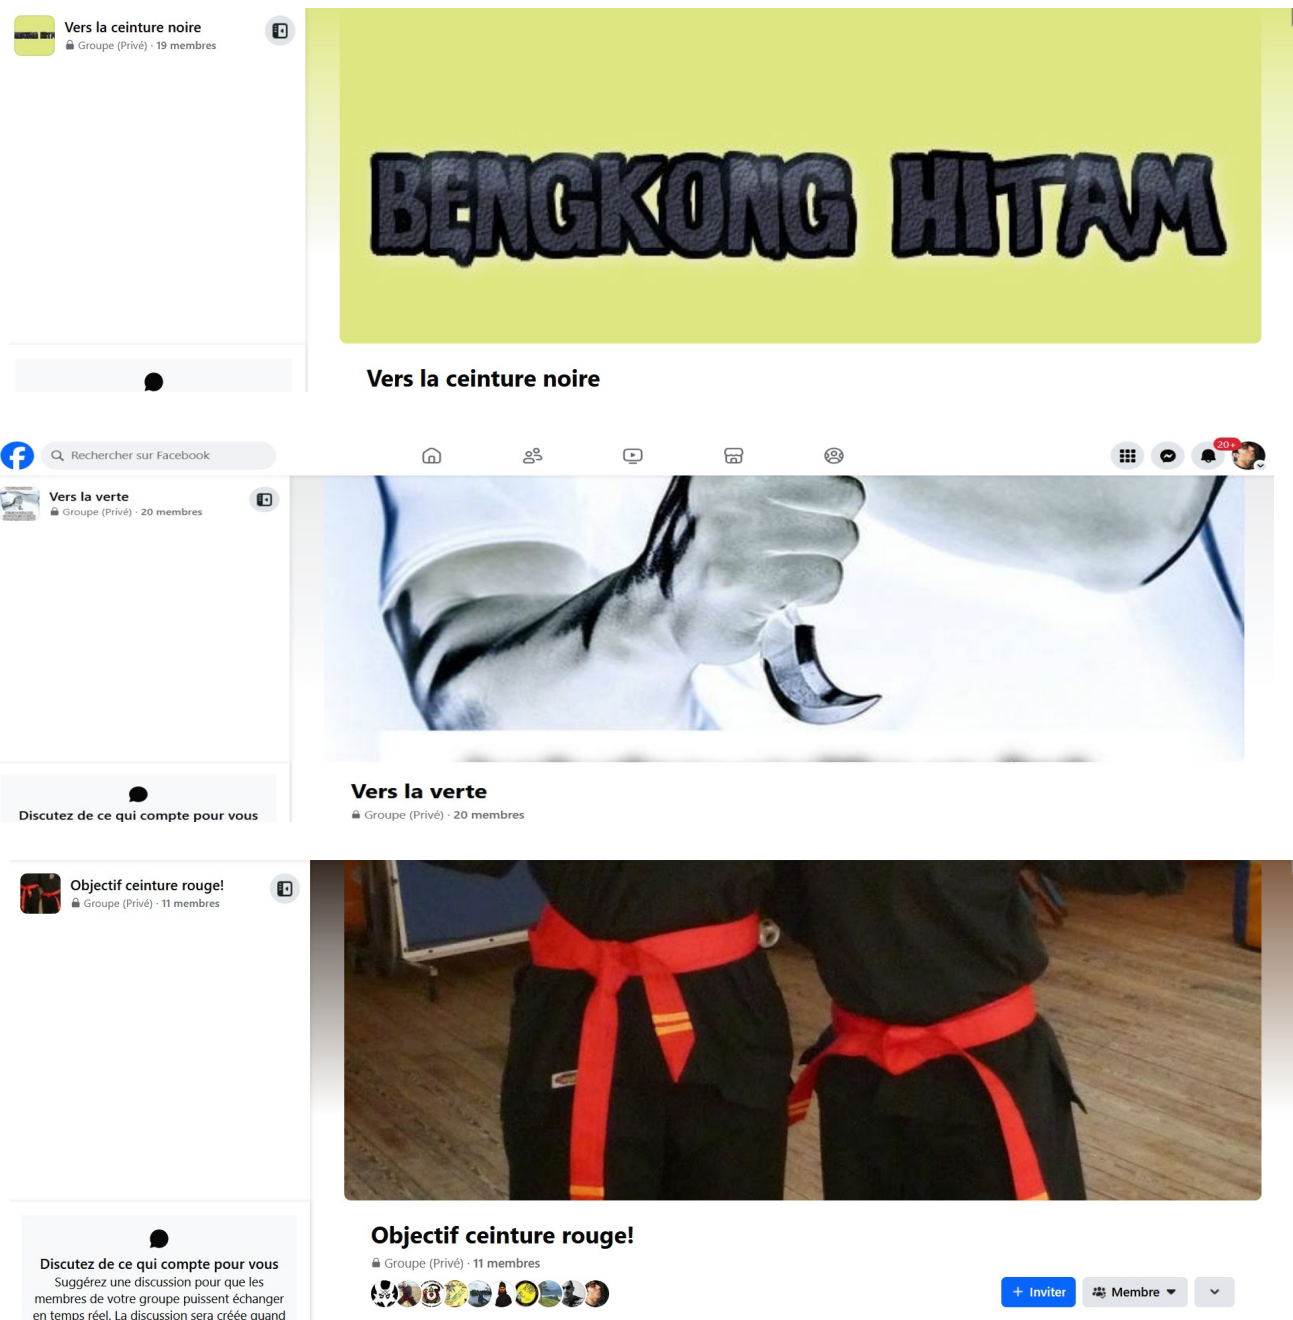 Vers la ceinture noire
Groupe (Privé) · 19 membres
BENGKONG HITAM
Vers la ceinture noire
Rechercher sur Facebook
20+
Vers la verte
Groupe (Privé) · 20 membres
Vers la verte
Groupe (Privé) · 20 membres
Discutez de ce qui compte pour vous
Objectif ceinture rouge!
Groupe (Privé) · 11 membres
Objectif ceinture rouge!
Groupe (Privé) · 11 membres
+ Inviter
Membre
Discutez de ce qui compte pour vous
Suggérez une discussion pour que les
membres de votre groupe puissent échanger
en temps réel. La discussion sera créée quand